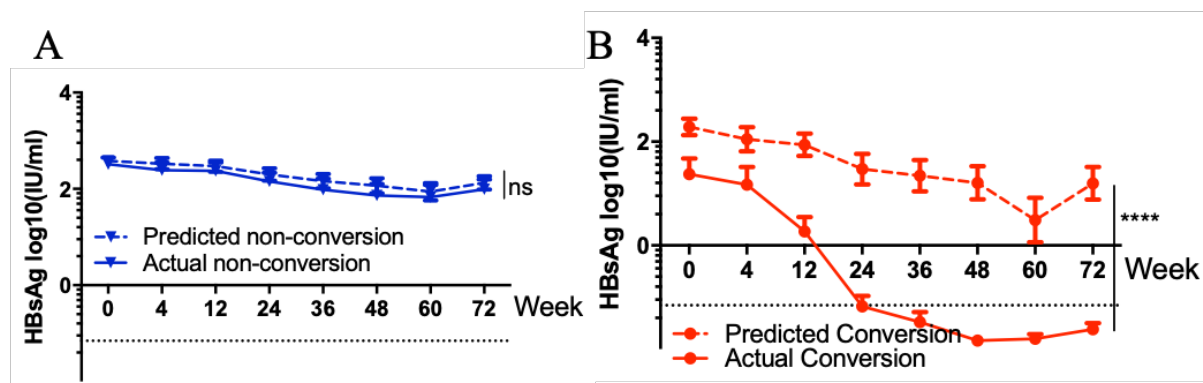 A
HBsAg log10(IU/ml)
4
2
0
ns
Predicted non-conversion
Actual non-conversion
0 4 12 24 36 48 60 72 Week
B
HBsAg log10(IU/ml)
4
2
0
0 4 12 24 36 48 60 72 Week
****
Predicted Conversion
Actual Conversion